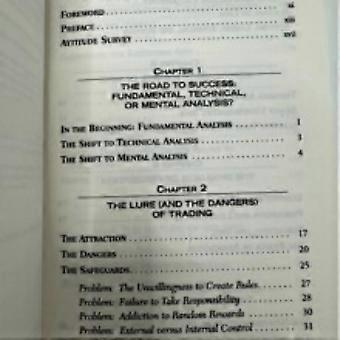 FOREWORD xi
PREFACE xiii
ATTITUDE SURVEY xvii
CHAPTER 1
THE ROAD TO SUCCESS:
FUNDAMENTAL, TECHNICAL,
OR MENTAL ANALYSIS?
IN THE BEGINNING: FUNDAMENTAL ANALYSIS 1
THE SHIFT TO TECHNICAL ANALYSIS 3
THE SHIFT TO MENTAL ANALYSIS 4
CHAPTER 2
THE LURE (AND THE DANGERS)
OF TRADING
THE ATTRACTION 17
THE DANGERS 20
THE SAFEGUARDS 25
Problem: The Unwillingness to Create Rules 27
Problem: Failure to Take Responsibility 28
Problem: Addiction to Random Rewards 30
Problem: External versus Internal Control 31